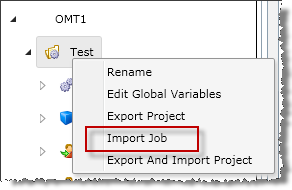 OMT1
Test
Rename
Edit Global Variables
Export Project
Import Job
Export And Import Project